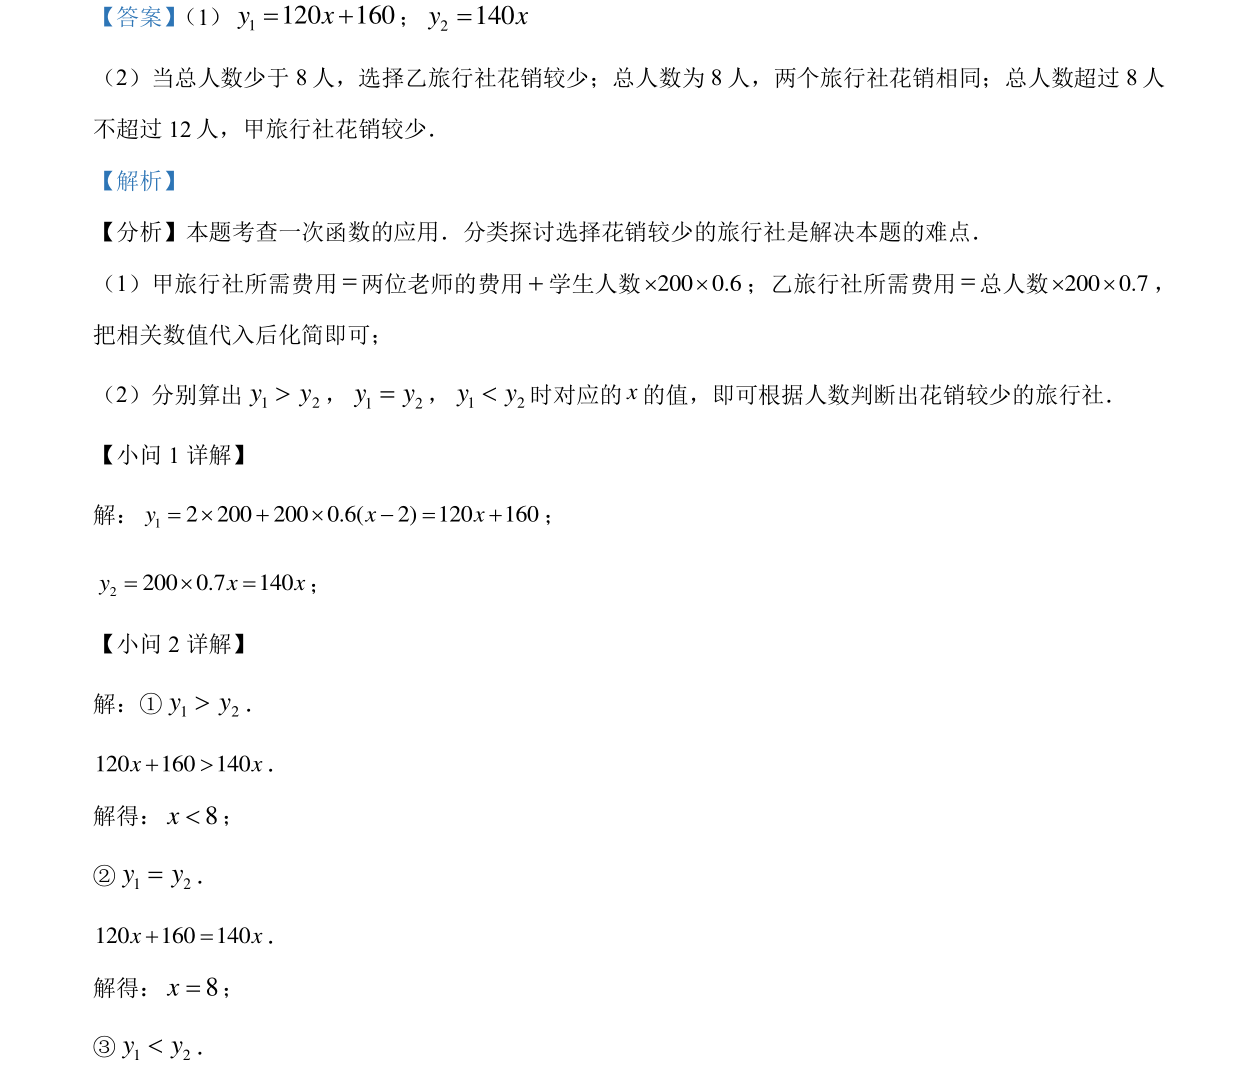 【答案】（1） y₁ =120x+160； y₂ =140x
（2）当总人数少于 8 人，选择乙旅行社花销较少；总人数为 8 人，两个旅行社花销相同；总人数超过 8 人
不超过 12 人，甲旅行社花销较少．
【解析】
【分析】本题考查一次函数的应用．分类探讨选择花销较少的旅行社是解决本题的难点．
（1）甲旅行社所需费用＝两位老师的费用＋学生人数×200×0.6；乙旅行社所需费用＝总人数×200×0.7，
把相关数值代入后化简即可；
（2）分别算出 y₁ > y₂， y₁ = y₂， y₁ < y₂ 时对应的 x 的值，即可根据人数判断出花销较少的旅行社．
【小问 1 详解】
解： y₁ = 2×200+200×0.6(x−2)=120x+160；
y₂ =200×0.7x=140x；
【小问 2 详解】
解：① y₁ > y₂．
120x+160>140x．
解得： x<8；
② y₁ = y₂．
120x+160=140x．
解得： x=8；
③ y₁ < y₂．